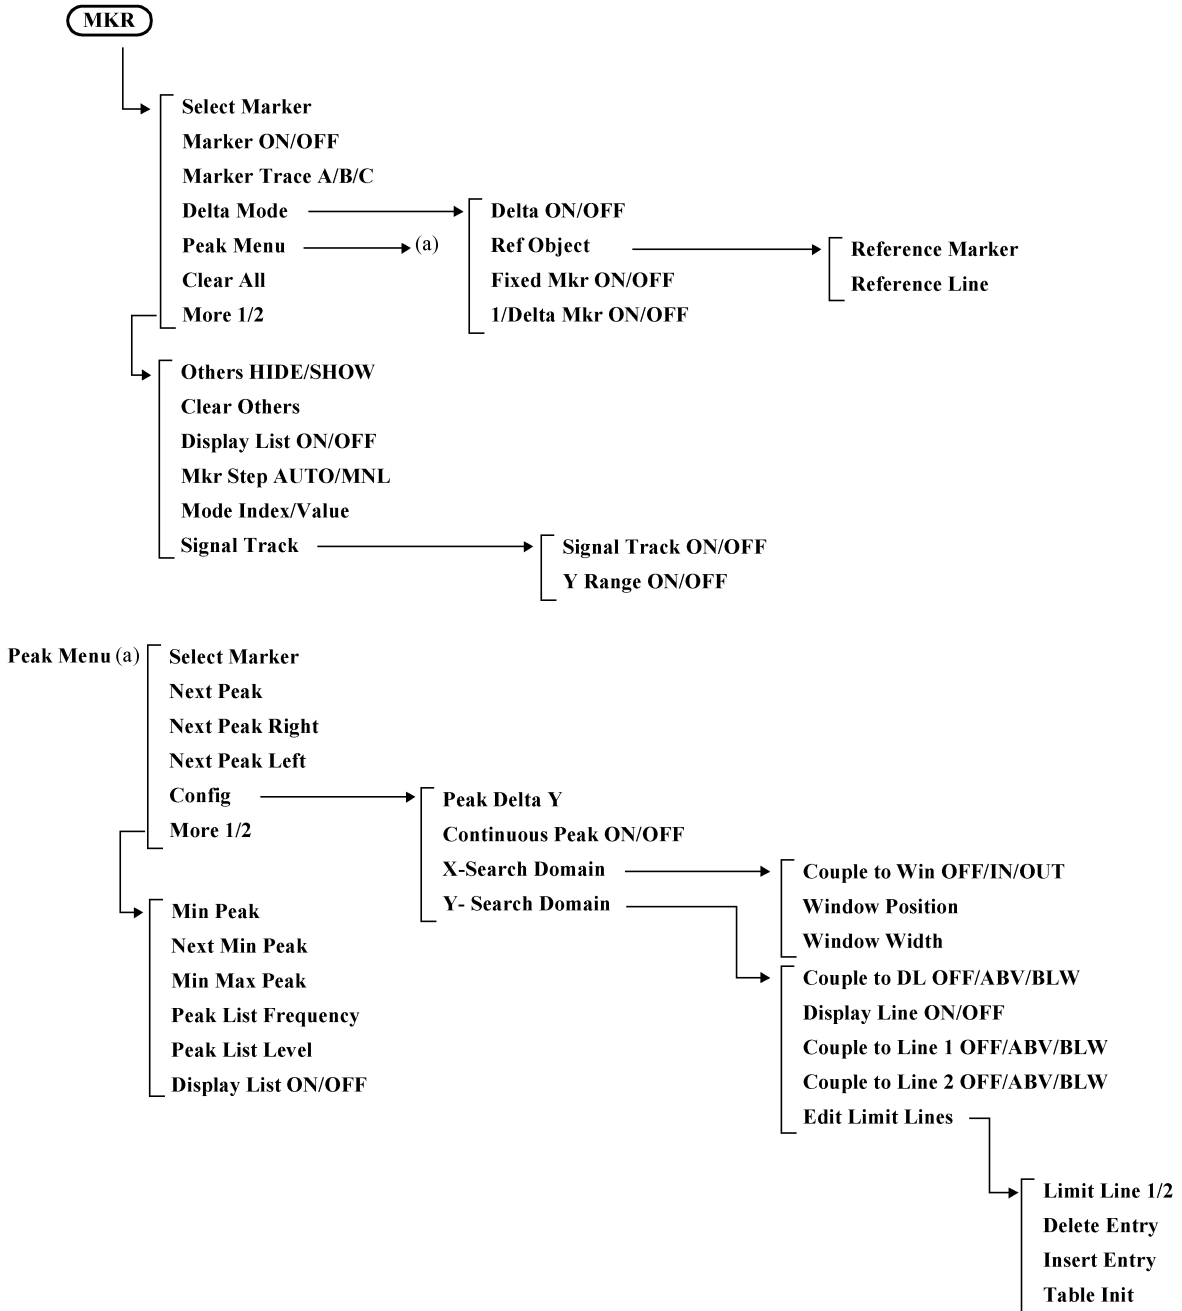 MKR
Select Marker
Marker ON/OFF
Marker Trace A/B/C
Delta Mode
Peak Menu
(a)
Clear All
More 1/2
Delta ON/OFF
Ref Object
Fixed Mkr ON/OFF
1/Delta Mkr ON/OFF
Reference Marker
Reference Line
Others HIDE/SHOW
Clear Others
Display List ON/OFF
Mkr Step AUTO/MNL
Mode Index/Value
Signal Track
Signal Track ON/OFF
Y Range ON/OFF
Peak Menu (a)
Select Marker
Next Peak
Next Peak Right
Next Peak Left
Config
More 1/2
Peak Delta Y
Continuous Peak ON/OFF
X-Search Domain
Y- Search Domain
Couple to Win OFF/IN/OUT
Window Position
Window Width
Min Peak
Next Min Peak
Min Max Peak
Peak List Frequency
Peak List Level
Display List ON/OFF
Couple to DL OFF/ABV/BLW
Display Line ON/OFF
Couple to Line 1 OFF/ABV/BLW
Couple to Line 2 OFF/ABV/BLW
Edit Limit Lines
Limit Line 1/2
Delete Entry
Insert Entry
Table Init